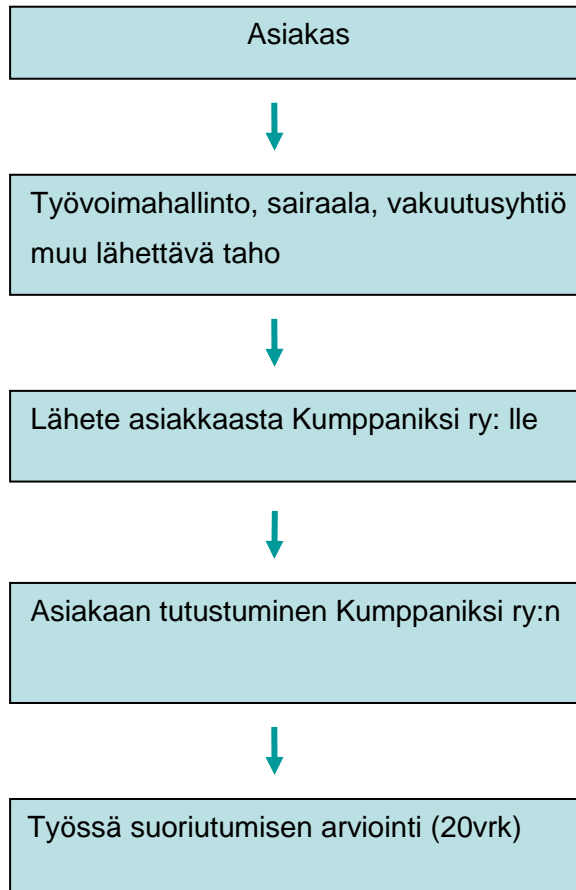 Asiakas
Työvoimahallinto, sairaala, vakuutusyhtiö
muu lähettävä taho
Lähete asiakkaasta Kumppaniksi ry: lle
Asiakaan tutustuminen Kumppaniksi ry:n
Työssä suoriutumisen arviointi (20vrk)